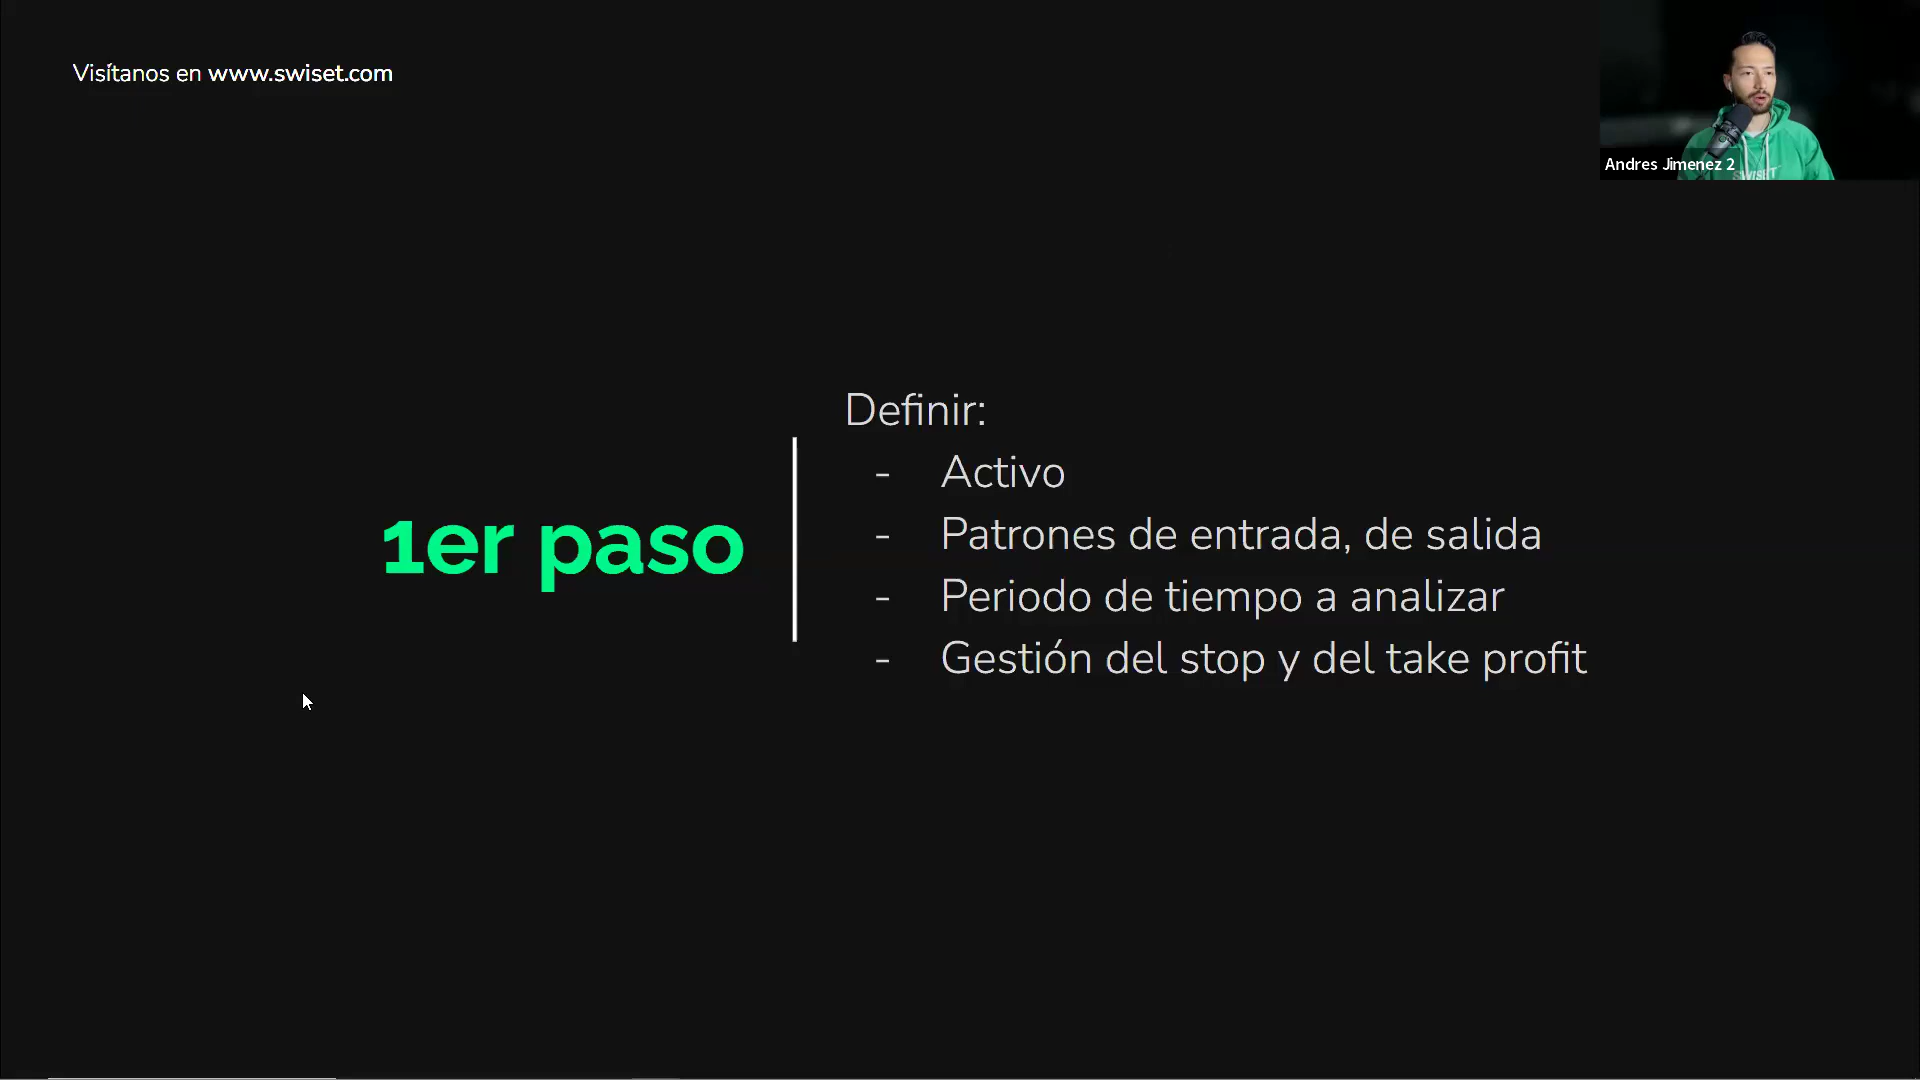 Visítanos en www.swiset.com
Andres Jimenez 2
SWISET
1er paso
Definir:
- Activo
- Patrones de entrada, de salida
- Periodo de tiempo a analizar
- Gestión del stop y del take profit